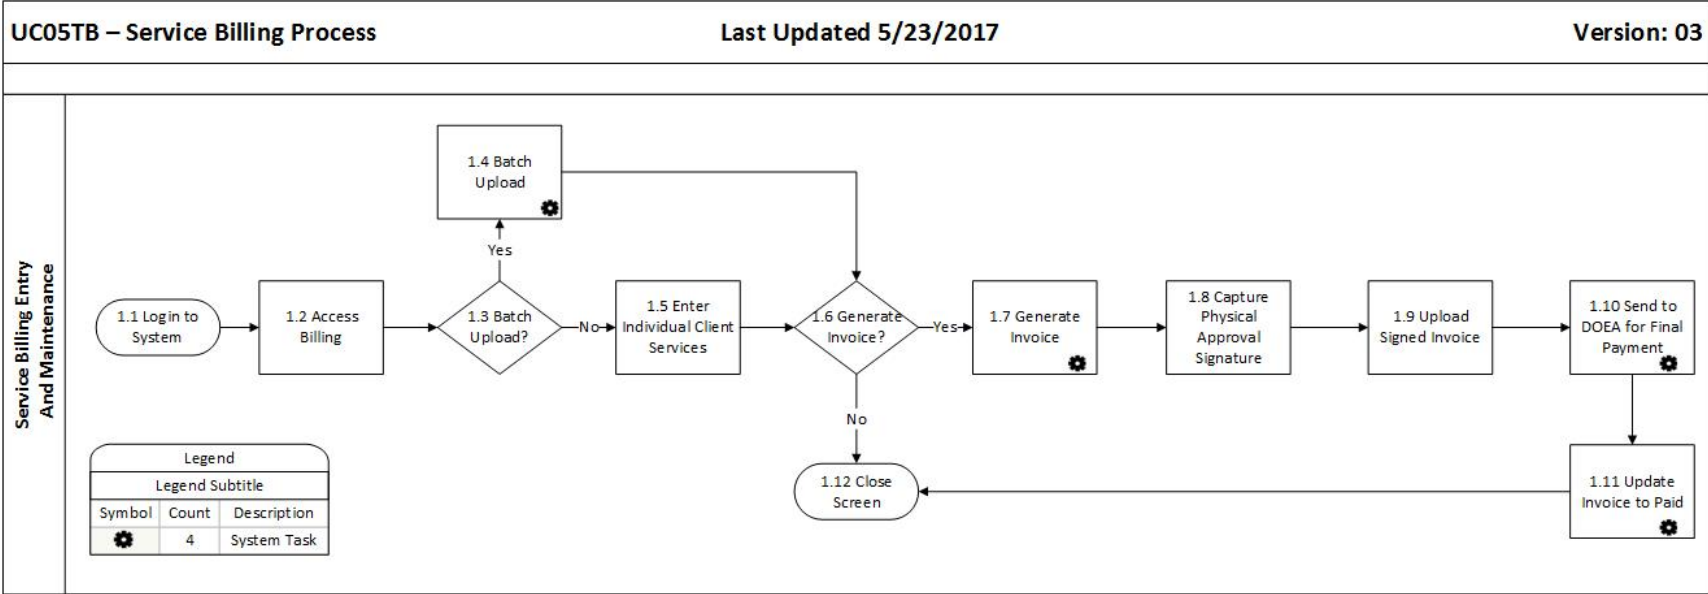 UC05TB – Service Billing Process
Last Updated 5/23/2017
Version: 03
Service Billing Entry
And Maintenance
1.4 Batch
Upload
Yes
1.1 Login to
System
1.2 Access
Billing
1.3 Batch
Upload?
No
1.5 Enter
Individual Client
Services
1.6 Generate
Invoice?
Yes
1.7 Generate
Invoice
1.8 Capture
Physical
Approval
Signature
1.9 Upload
Signed Invoice
1.10 Send to
DOEA for Final
Payment
No
1.12 Close
Screen
1.11 Update
Invoice to Paid
Legend
Legend Subtitle
Symbol Count Description
4 System Task